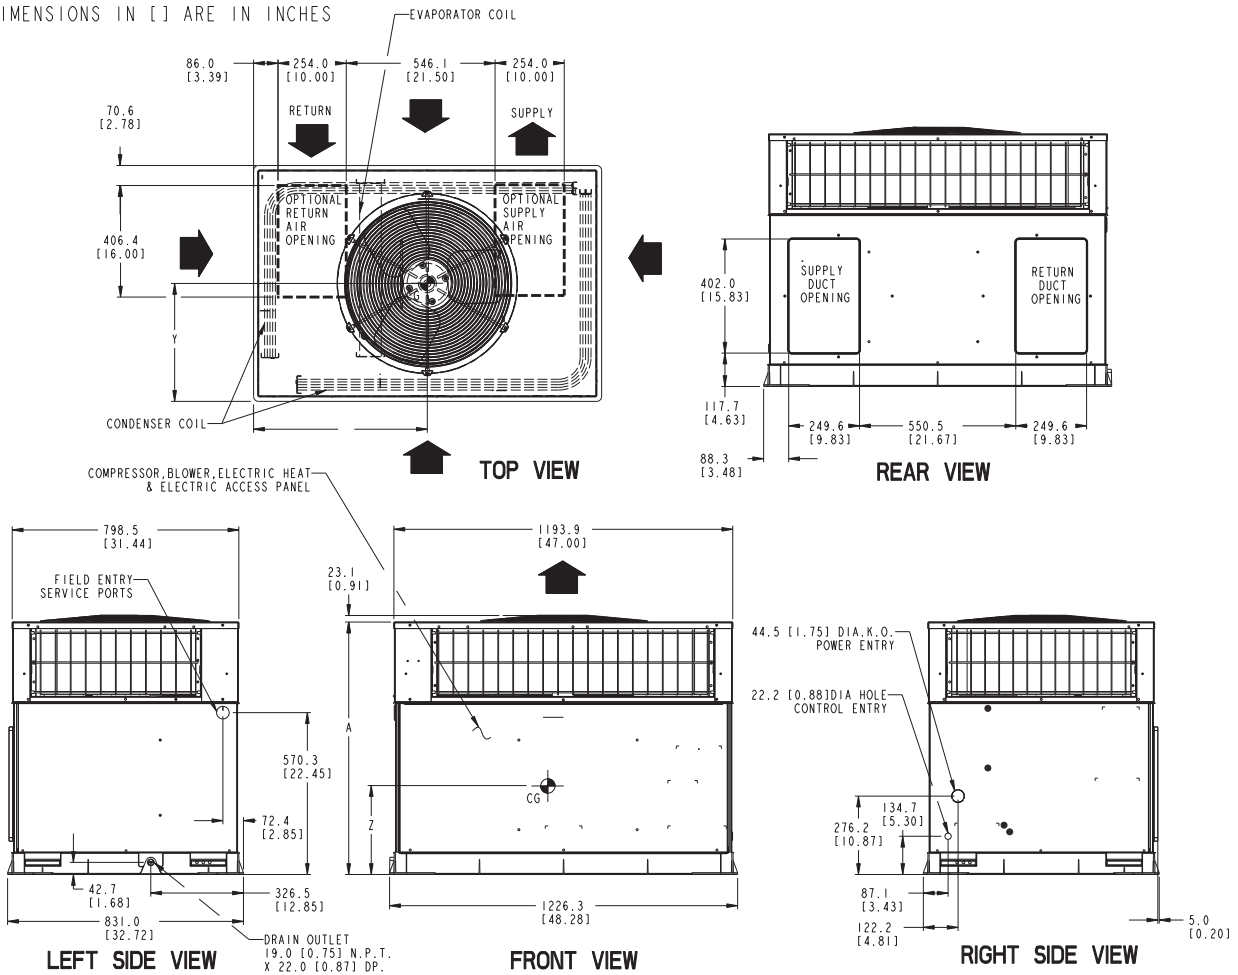 IMENSIONS IN [] ARE IN INCHES
EVAPORATOR COIL
86.0
[3.39]
254.0
[10.00]
546.1
[21.50]
254.0
[10.00]
70.6
[2.78]
RETURN
SUPPLY
OPTIONAL
RETURN
AIR
OPENING
OPTIONAL
SUPPLY
AIR
OPENING
406.4
[16.00]
G
Y
CONDENSER COIL
TOP VIEW
SUPPLY
DUCT
OPENING
RETURN
DUCT
OPENING
402.0
[15.83]
117.7
[4.63]
249.6
[9.83]
550.5
[21.67]
249.6
[9.83]
88.3
[3.48]
REAR VIEW
COMPRESSOR,BLOWER,ELECTRIC HEAT
& ELECTRIC ACCESS PANEL
798.5
[31.44]
FIELD ENTRY
SERVICE PORTS
570.3
[22.45]
72.4
[2.85]
42.7
[1.68]
326.5
[12.85]
831.0
[32.72]
DRAIN OUTLET
19.0 [0.75] N.P.T.
X 22.0 [0.87] DP.
LEFT SIDE VIEW
1193.9
[47.00]
23.1
[0.91]
A
Z
CG
1226.3
[48.28]
FRONT VIEW
44.5 [1.75] DIA.K.O.
POWER ENTRY
22.2 [0.88]DIA HOLE
CONTROL ENTRY
134.7
[5.30]
276.2
[10.87]
87.1
[3.43]
122.2
[4.81]
5.0
[0.20]
RIGHT SIDE VIEW